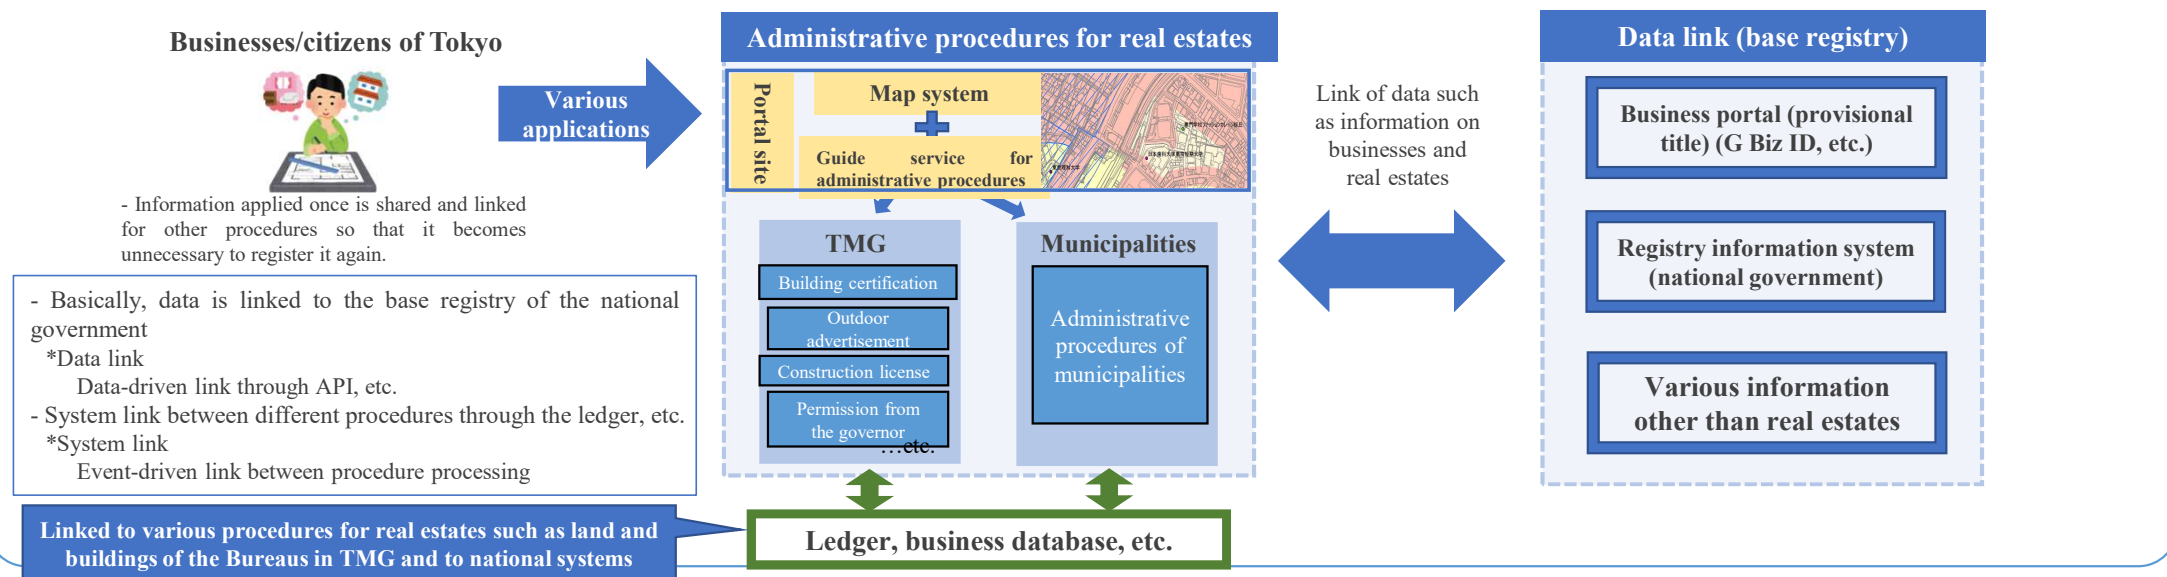 Businesses/citizens of Tokyo
- Information applied once is shared and linked
for other procedures so that it becomes
unnecessary to register it again.
- Basically, data is linked to the base registry of the national
government
*Data link
Data-driven link through API, etc.
- System link between different procedures through the ledger, etc.
*System link
Event-driven link between procedure processing
Linked to various procedures for real estates such as land and
buildings of the Bureaus in TMG and to national systems
Various
applications
Administrative procedures for real estates
Portal site
Map system
Guide service for
administrative procedures
TMG
Building certification
Outdoor
advertisement
Construction license
Permission from
the governor
…etc.
Municipalities
Administrative
procedures of
municipalities
Ledger, business database, etc.
Link of data such
as information on
businesses and
real estates
Data link (base registry)
Business portal (provisional
title) (G Biz ID, etc.)
Registry information system
(national government)
Various information
other than real estates